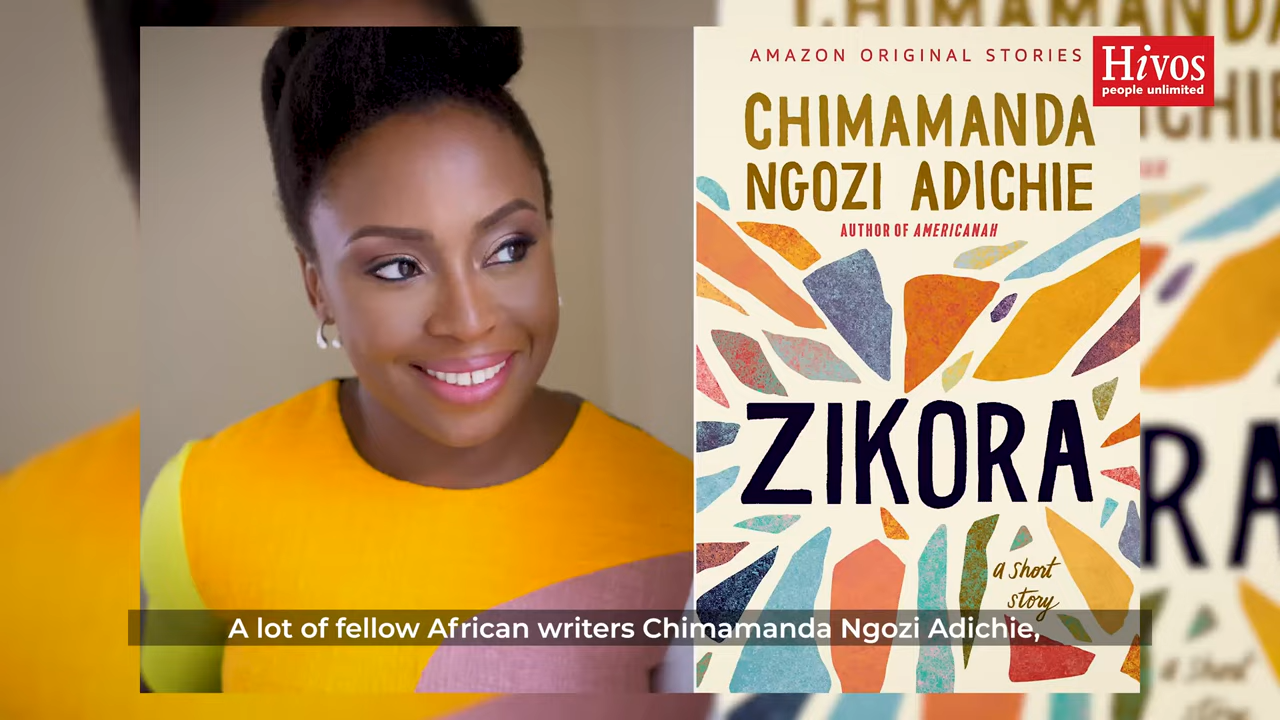 AMAZON ORIGINAL STORIES
Hivos
people unlimited
CHIMAMANDA
NGOZI ADICHIE
AUTHOR OF AMERICANAH
ZIKORA
a short
story
A lot of fellow African writers Chimamanda Ngozi Adichie,